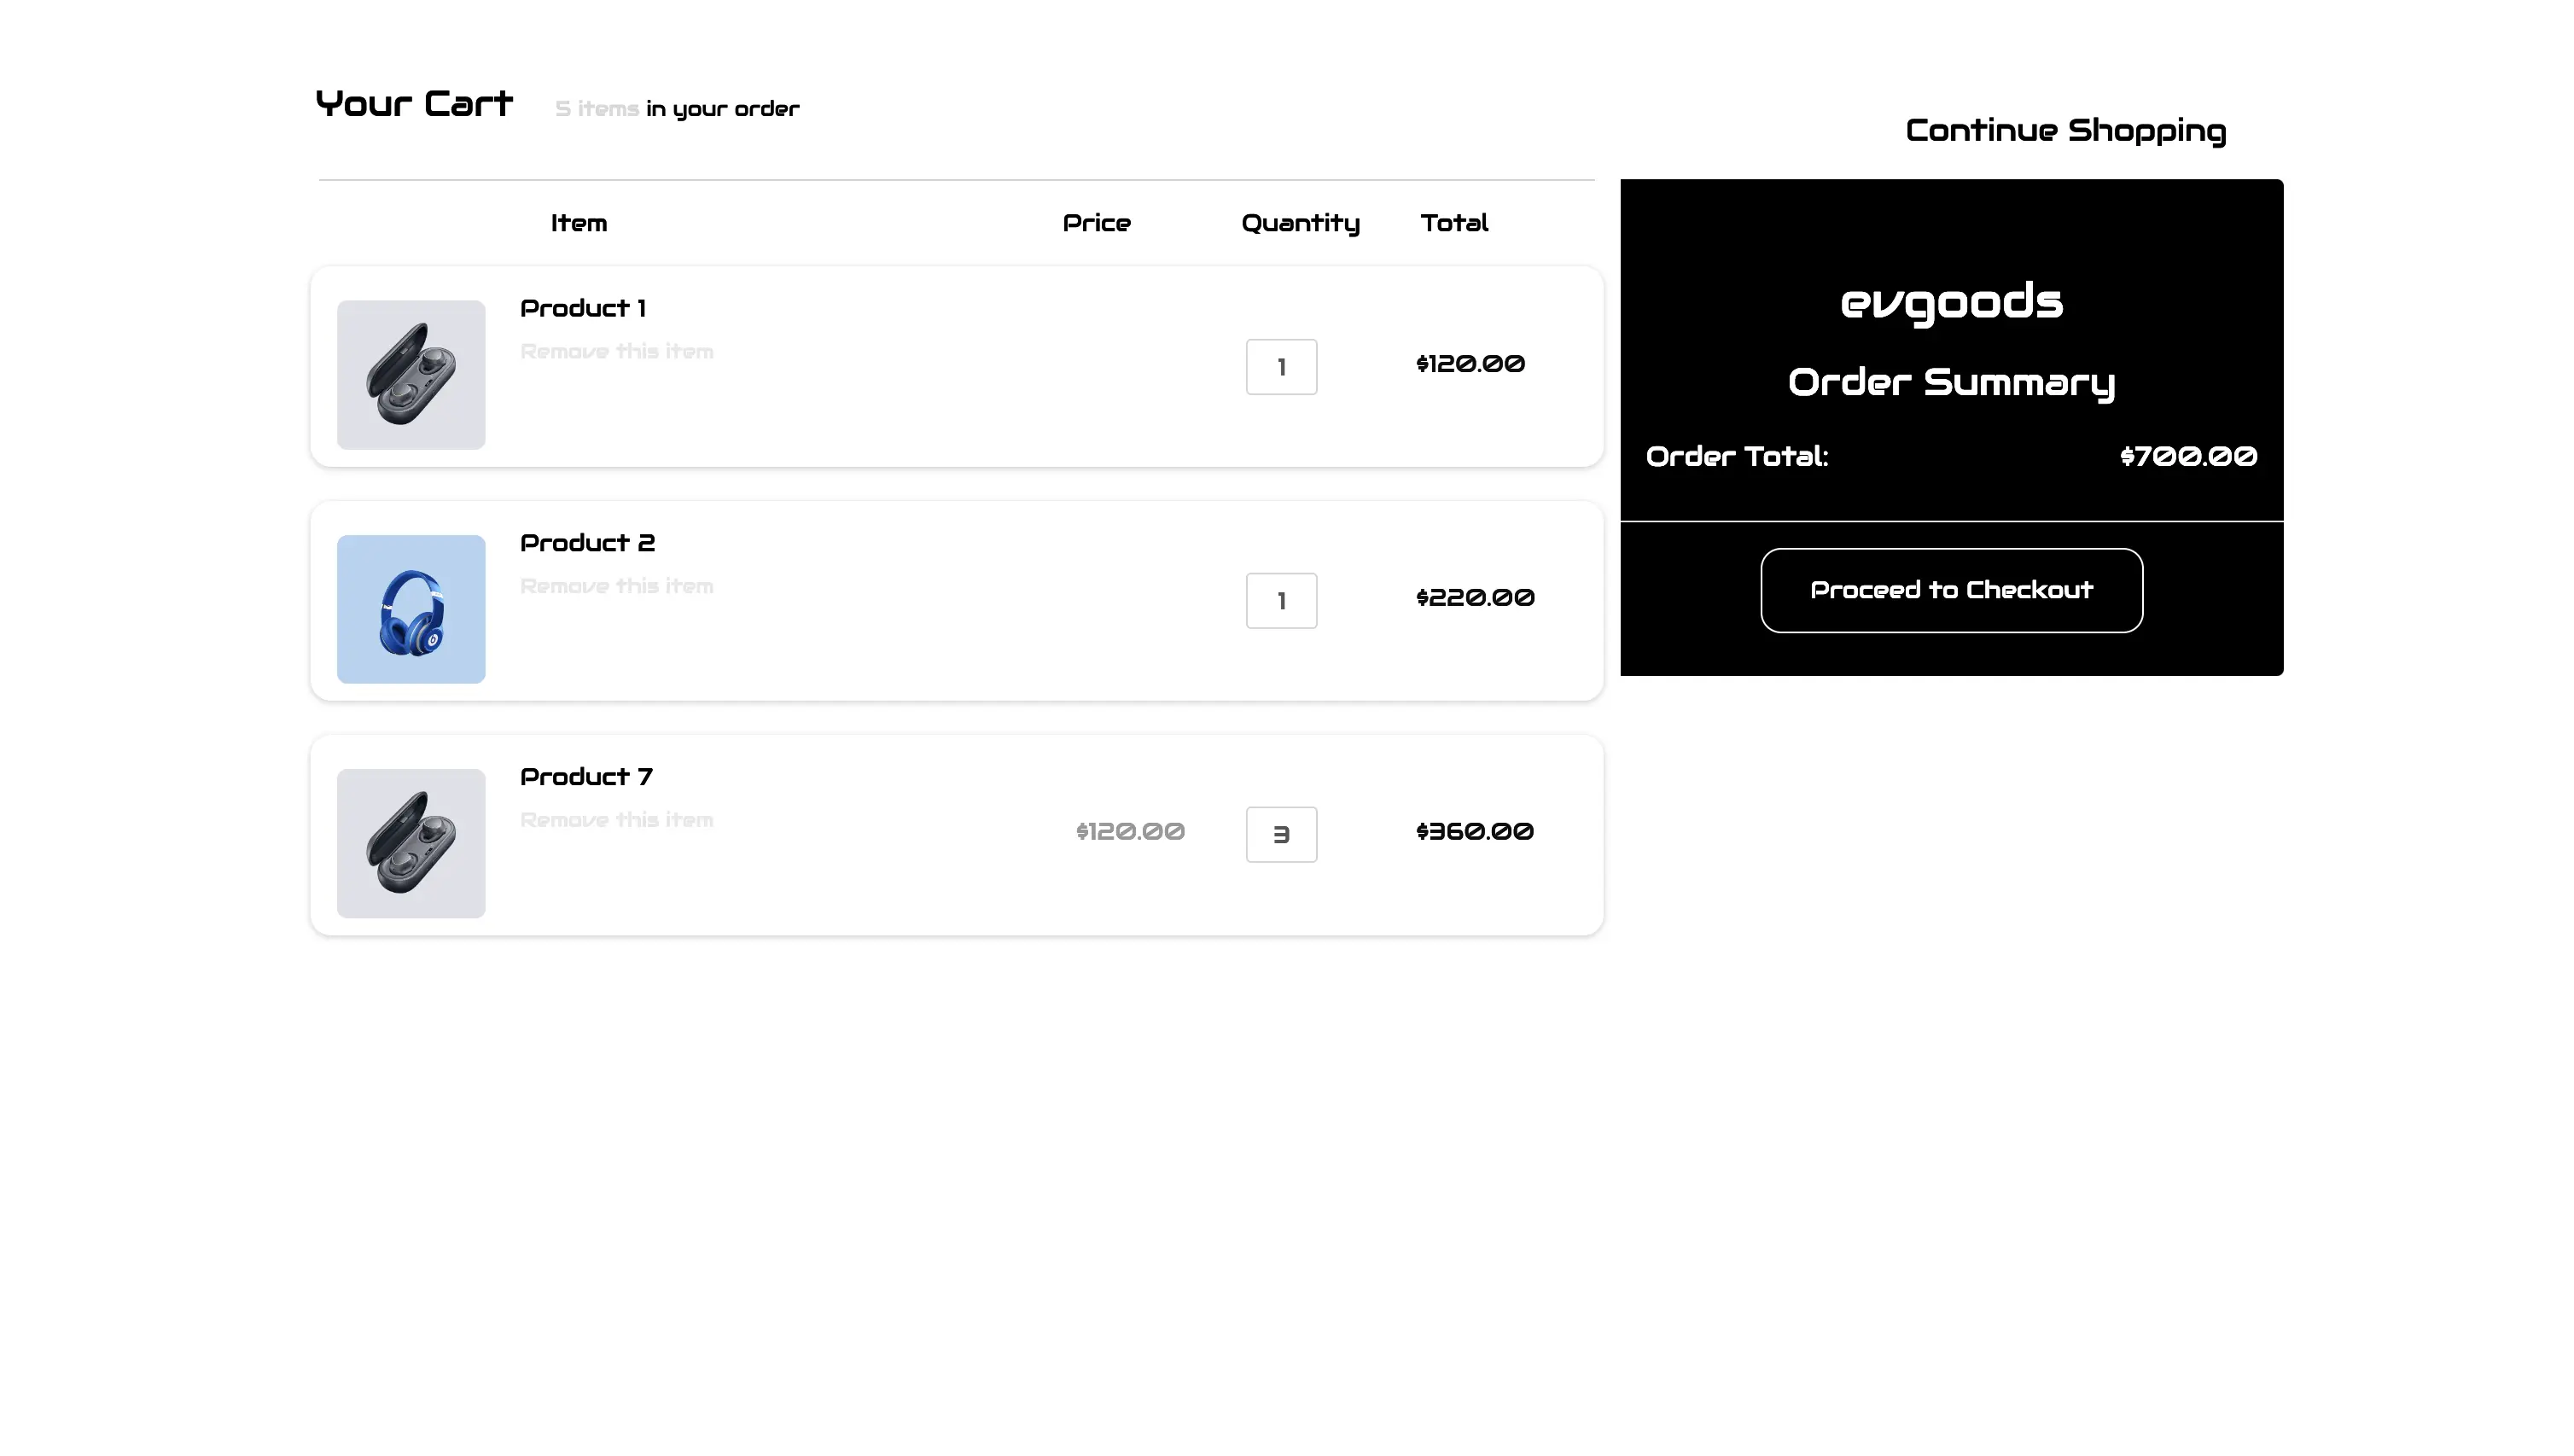 Your Cart 5 items in your order
Continue Shopping
Item Price Quantity Total
Product 1
Remove this item
1 $120.00
Product 2
Remove this item
1 $220.00
Product 7
Remove this item
$120.00 3 $360.00
evgoods
Order Summary
Order Total: $700.00
Proceed to Checkout